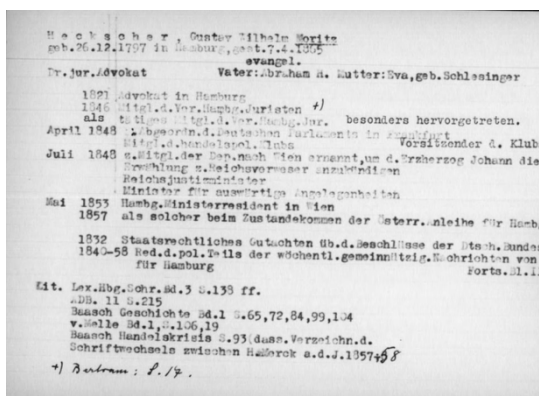 Heckscher, Gustav Wilhelm Moritz
geb.26.12.1797 in Hamburg,gest.7.4.1865
evangel.
Dr.jur.Advokat Vater:Abraham H. Mutter:Eva,geb.Schlesinger
1821 Advokat in Hamburg
1846 Mitgl.d.Ver.Hambg.Juristen +)
als tätiges Mitgl.d.Ver.Hambg.Jur. besonders hervorgetreten.
April 1848 Abgeordn.d.Deutschen Parlaments in Frankfurt
Mitgl.d.handelspol.Klubs Vorsitzender d. Klub
Juli 1848 z.Mitgl.der Dep.nach Wien ernannt,um d.Erzherzog Johann die
Erwählung z.Reichsverweser anzukündigen
Reichsjustizminister
Minister für auswärtige Angelegenheiten
Mai 1853 Hambg.Ministerresident in Wien
1857 als solcher beim Zustandekommen der Österr.Anleihe für Hamb
1832 Staatsrechtliches Gutachten üb.d.Beschlüsse der Dtsch.Bundes
1840-58 Red.d.pol.Teils der wöchentl.gemeinnützig.Nachrichten von
für Hamburg Forts.Bl.I
Lit. Lex.Hbg.Schr.Bd.3 S.138 ff.
ADB. 11 S.215
Baasch Geschichte Bd.1 S.65,72,84,99,104
v.Melle Bd.1,S.106,19
Baasch Handelskrisis S.93(dass.Verzeichn.d.
Schriftwechsels zwischen H.Merck a.d.J.1857+58
+) Bertram: S.14.